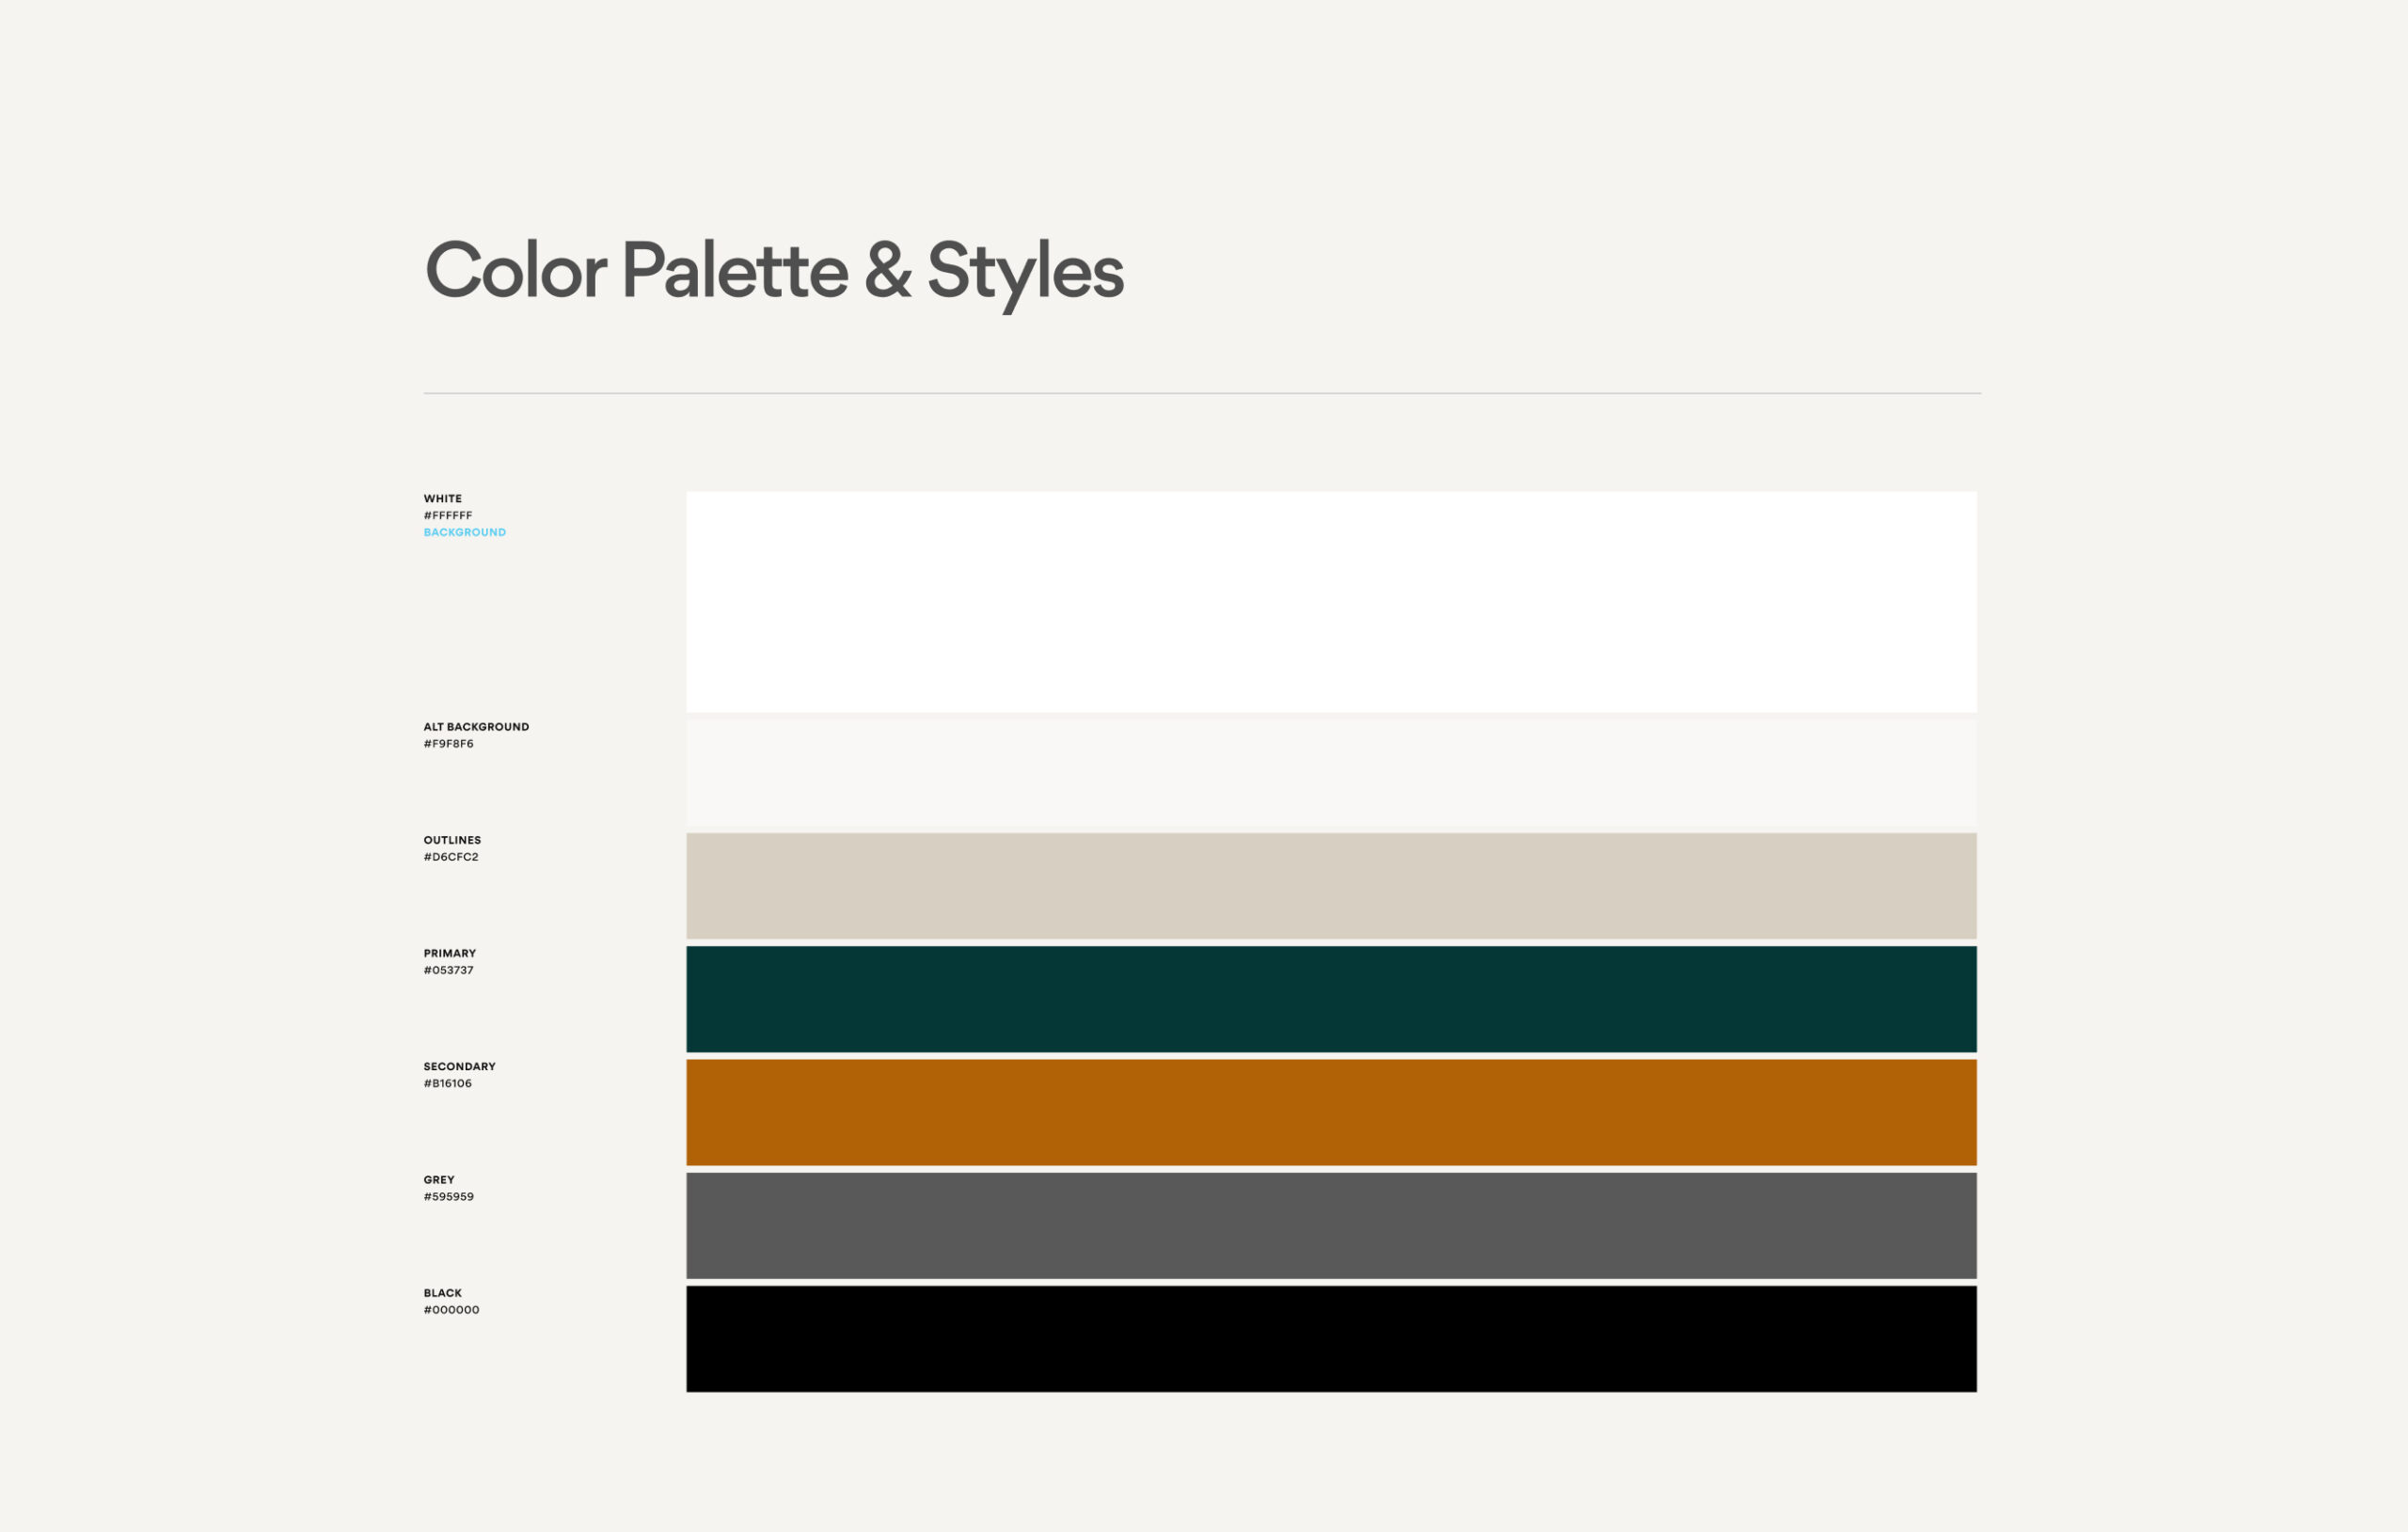 Color Palette & Styles
WHITE
#FFFFFF
BACKGROUND
ALT BACKGROUND
#F9F8F6
OUTLINES
#D6CFC2
PRIMARY
#053737
SECONDARY
#B16106
GREY
#595959
BLACK
#000000